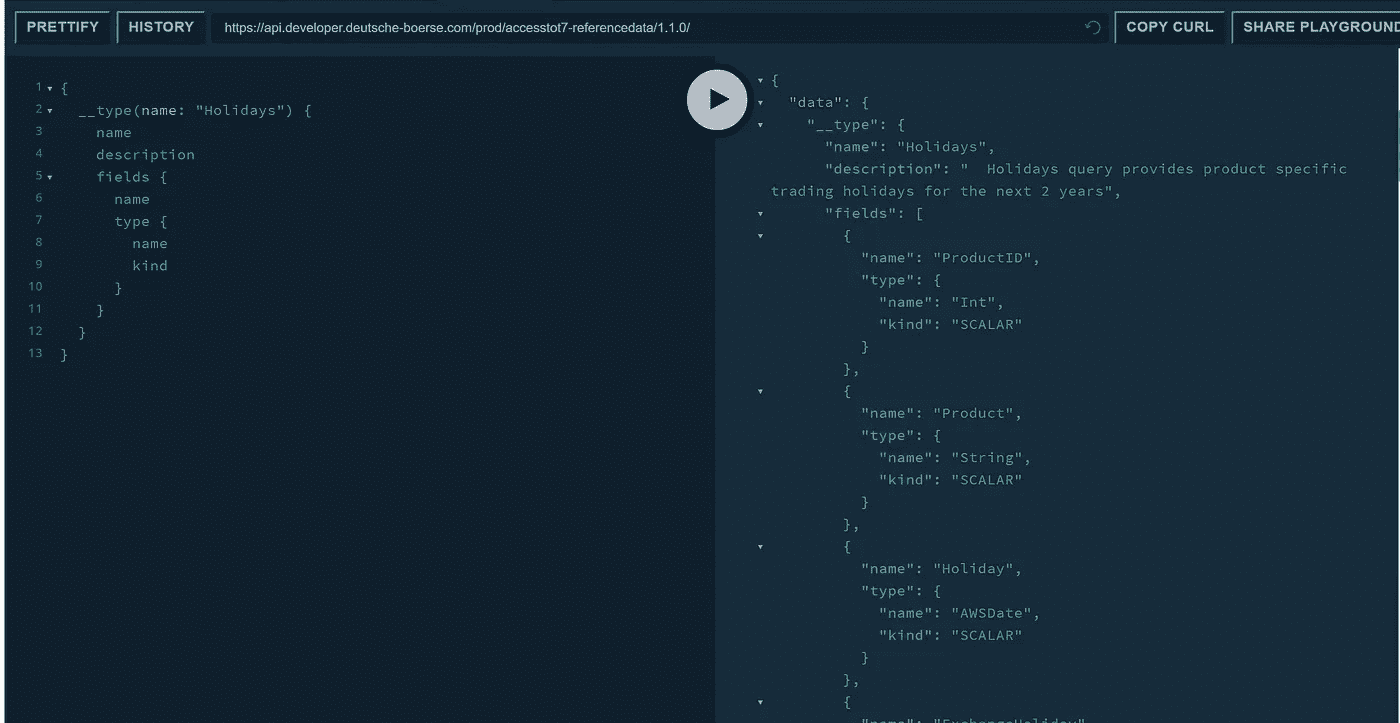 PRETTIFY HISTORY https://api.developer.deutsche-boerse.com/prod/accesstot7-referencedata/1.1.0/ COPY CURL SHARE PLAYGROUND
1 {
2 __type(name: "Holidays") {
3 name
4 description
5 fields {
6 name
7 type {
8 name
9 kind
10 }
11 }
12 }
13 }
{
"data": {
"__type": {
"name": "Holidays",
"description": "  Holidays query provides product specific
trading holidays for the next 2 years",
"fields": [
{
"name": "ProductID",
"type": {
"name": "Int",
"kind": "SCALAR"
}
},
{
"name": "Product",
"type": {
"name": "String",
"kind": "SCALAR"
}
},
{
"name": "Holiday",
"type": {
"name": "AWSDate",
"kind": "SCALAR"
}
},
{
"name": "ExchangeHoliday"